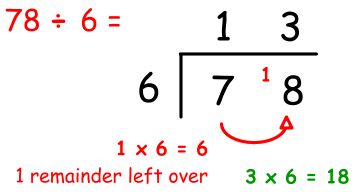 78 ÷ 6 =
1 3
6 7 1 8
1 x 6 = 6
1 remainder left over
3 x 6 = 18